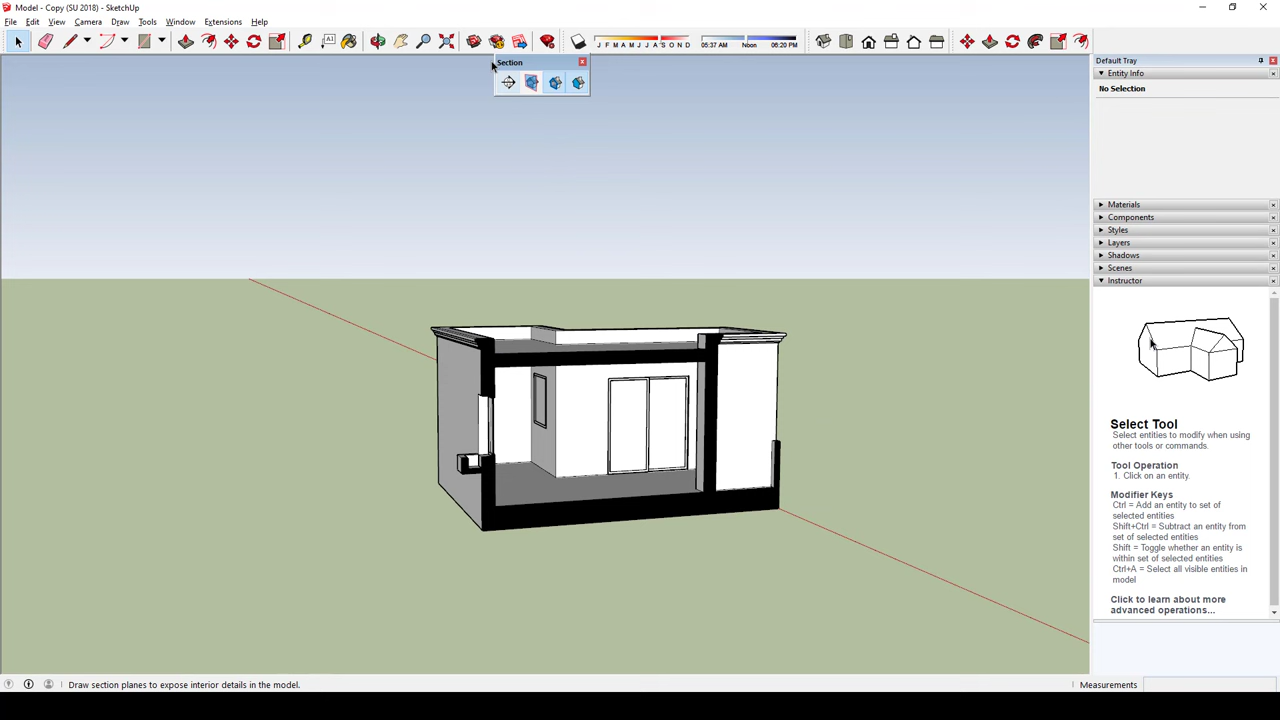 Model - Copy (SU 2018) - SketchUp
File Edit View Camera Draw Tools Window Extensions Help
J F M A M J J A S O N D
05:37 AM Noon 06:20 PM
Section
Default Tray
Entity Info
No Selection
Materials
Components
Styles
Layers
Shadows
Scenes
Instructor
Select Tool
Select entities to modify when using
other tools or commands.
Tool Operation
1. Click on an entity.
Modifier Keys
Ctrl = Add an entity to set of
selected entities
Shift+Ctrl = Subtract an entity from
set of selected entities
Shift = Toggle whether an entity is
within set of selected entities
Ctrl+A = Select all visible entities in
model
Click to learn about more
advanced operations...
Draw section planes to expose interior details in the model.
Measurements